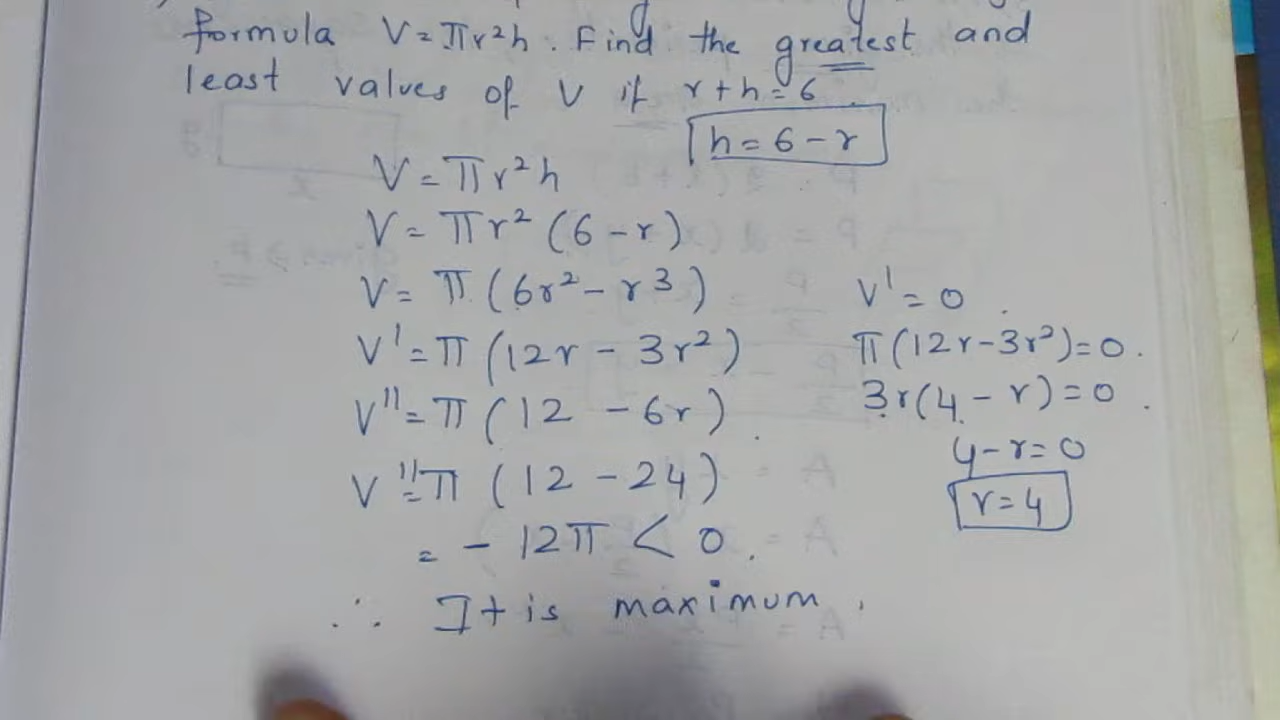 formula V = πr²h. Find the greatest and
least values of V if r + h = 6
h = 6 - r
V = πr²h
V = πr² (6 - r)
V = π (6r² - r³)
V' = 0
V' = π (12r - 3r²)
π (12r - 3r²) = 0.
V'' = π (12 - 6r).
3r(4 - r) = 0.
4 - r = 0
V'' = π (12 - 24)
r = 4
= - 12π < 0.
∴ It is maximum.